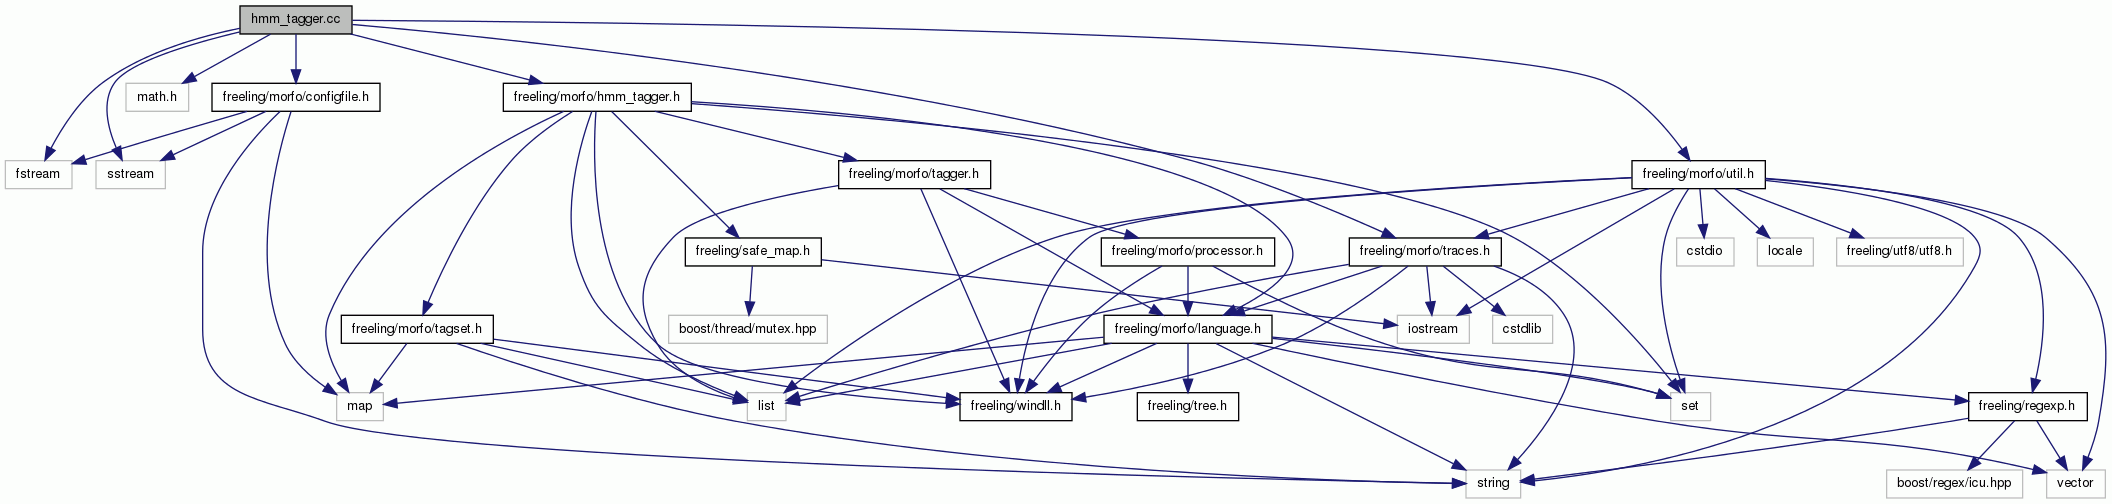 hmm_tagger.cc
math.h
freeling/morfo/configfile.h
freeling/morfo/hmm_tagger.h
fstream
sstream
freeling/morfo/tagger.h
freeling/morfo/util.h
freeling/safe_map.h
freeling/morfo/processor.h
freeling/morfo/traces.h
cstdio
locale
freeling/utf8/utf8.h
freeling/morfo/tagset.h
boost/thread/mutex.hpp
freeling/morfo/language.h
iostream
cstdlib
map
list
freeling/windll.h
freeling/tree.h
set
freeling/regexp.h
string
boost/regex/icu.hpp
vector